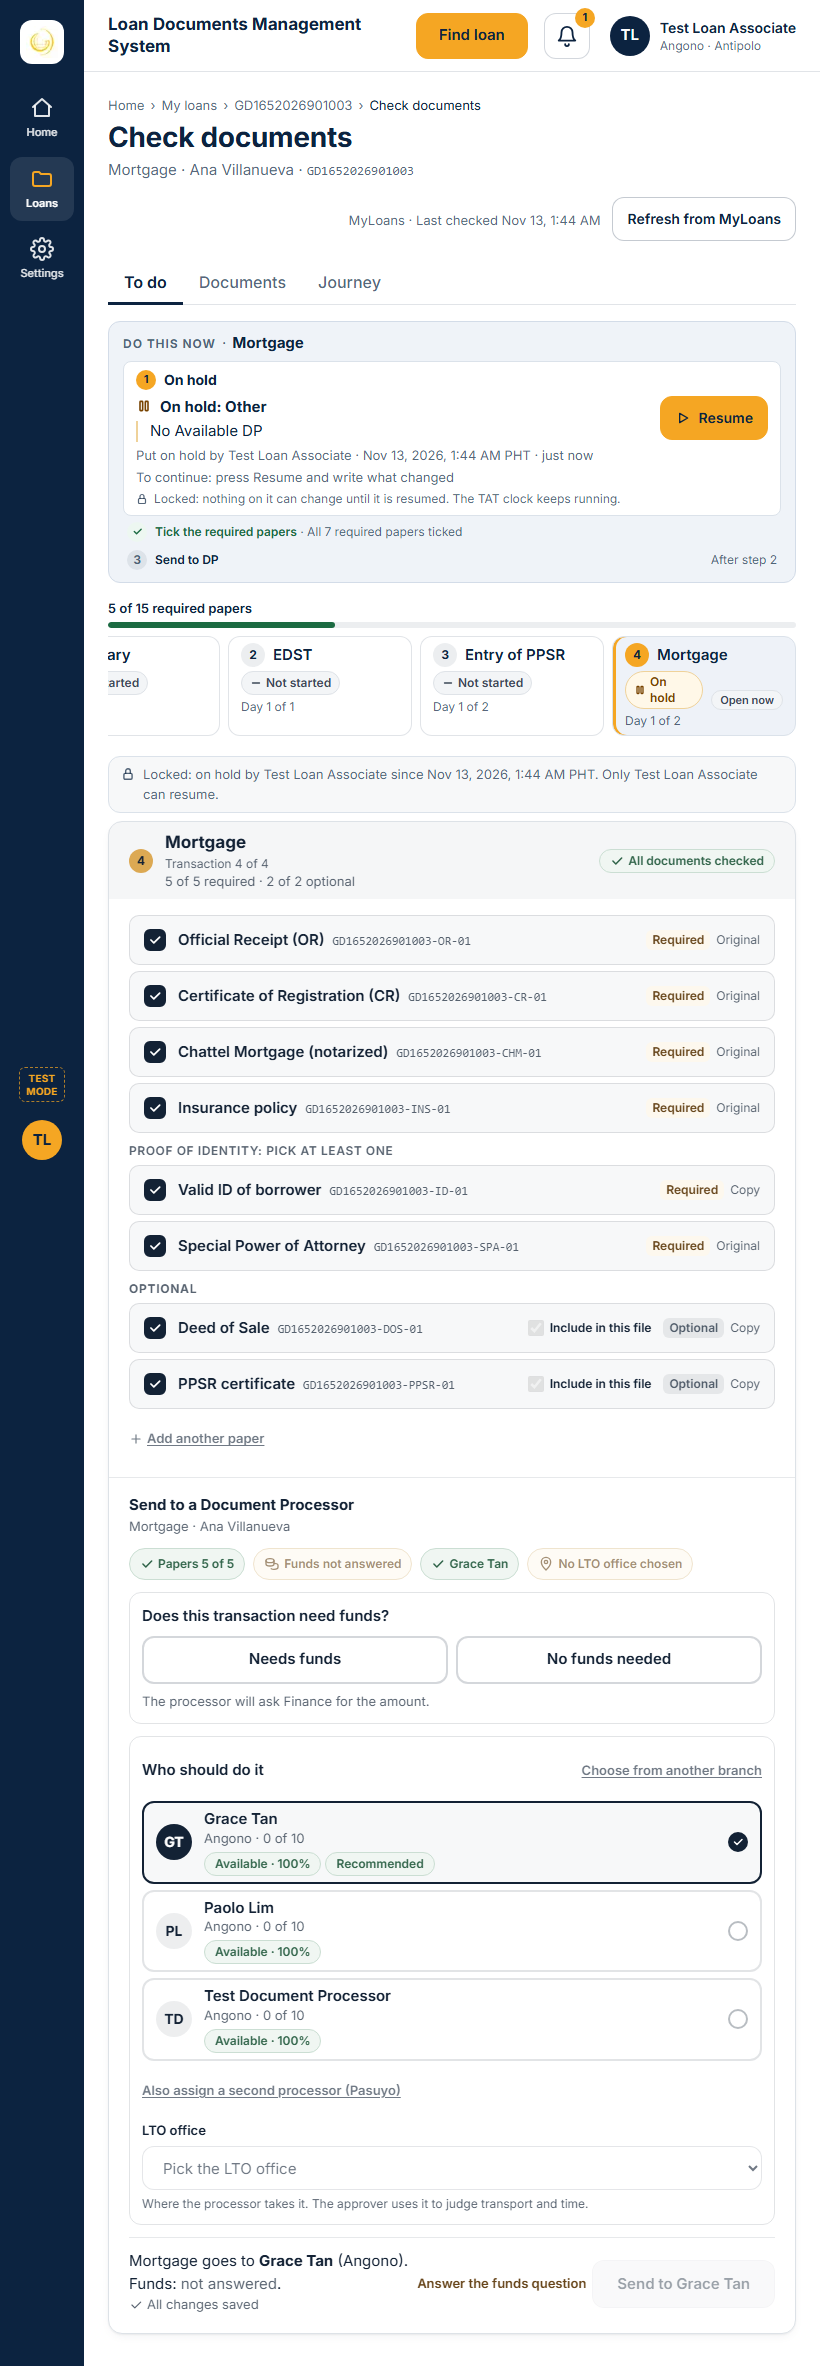 Loan Documents Management System
Find loan
1
TL
Test Loan Associate
Angono · Antipolo
Home
Loans
Settings
TEST MODE
TL
Home › My loans › GD1652026901003 › Check documents
Check documents
Mortgage · Ana Villanueva · GD1652026901003
MyLoans · Last checked Nov 13, 1:44 AM
Refresh from MyLoans
To do
Documents
Journey
DO THIS NOW · Mortgage
1 On hold
On hold: Other
No Available DP
Put on hold by Test Loan Associate · Nov 13, 2026, 1:44 AM PHT · just now
To continue: press Resume and write what changed
Locked: nothing on it can change until it is resumed. The TAT clock keeps running.
Resume
Tick the required papers · All 7 required papers ticked
3 Send to DP
After step 2
5 of 15 required papers
ary
arted
2 EDST
– Not started
Day 1 of 1
3 Entry of PPSR
– Not started
Day 1 of 2
4 Mortgage
On hold
Open now
Day 1 of 2
Locked: on hold by Test Loan Associate since Nov 13, 2026, 1:44 AM PHT. Only Test Loan Associate can resume.
4
Mortgage
Transaction 4 of 4
5 of 5 required · 2 of 2 optional
All documents checked
Official Receipt (OR) GD1652026901003-OR-01 Required Original
Certificate of Registration (CR) GD1652026901003-CR-01 Required Original
Chattel Mortgage (notarized) GD1652026901003-CHM-01 Required Original
Insurance policy GD1652026901003-INS-01 Required Original
PROOF OF IDENTITY: PICK AT LEAST ONE
Valid ID of borrower GD1652026901003-ID-01 Required Copy
Special Power of Attorney GD1652026901003-SPA-01 Required Original
OPTIONAL
Deed of Sale GD1652026901003-DOS-01 Include in this file Optional Copy
PPSR certificate GD1652026901003-PPSR-01 Include in this file Optional Copy
+ Add another paper
Send to a Document Processor
Mortgage · Ana Villanueva
Papers 5 of 5
Funds not answered
Grace Tan
No LTO office chosen
Does this transaction need funds?
Needs funds
No funds needed
The processor will ask Finance for the amount.
Who should do it
Choose from another branch
GT
Grace Tan
Angono · 0 of 10
Available · 100%
Recommended
PL
Paolo Lim
Angono · 0 of 10
Available · 100%
TD
Test Document Processor
Angono · 0 of 10
Available · 100%
Also assign a second processor (Pasuyo)
LTO office
Pick the LTO office
Where the processor takes it. The approver uses it to judge transport and time.
Mortgage goes to Grace Tan (Angono).
Funds: not answered.
All changes saved
Answer the funds question
Send to Grace Tan